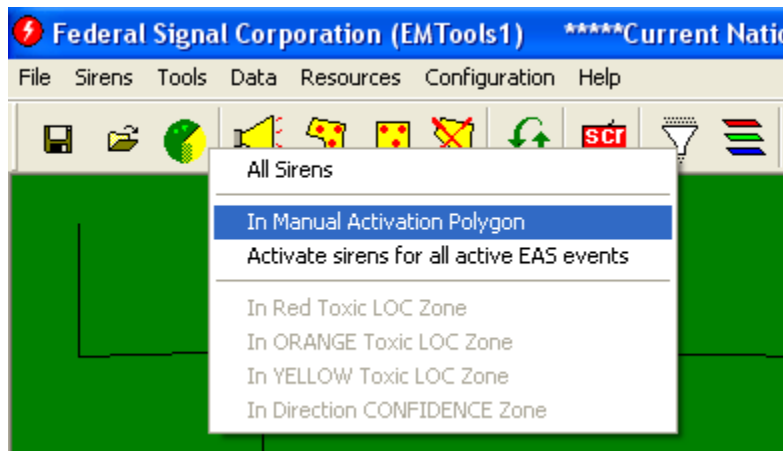 Federal Signal Corporation (EMTools1) *****Current Nati
File Sirens Tools Data Resources Configuration Help
scr
All Sirens
In Manual Activation Polygon
Activate sirens for all active EAS events
In Red Toxic LOC Zone
In ORANGE Toxic LOC Zone
In YELLOW Toxic LOC Zone
In Direction CONFIDENCE Zone